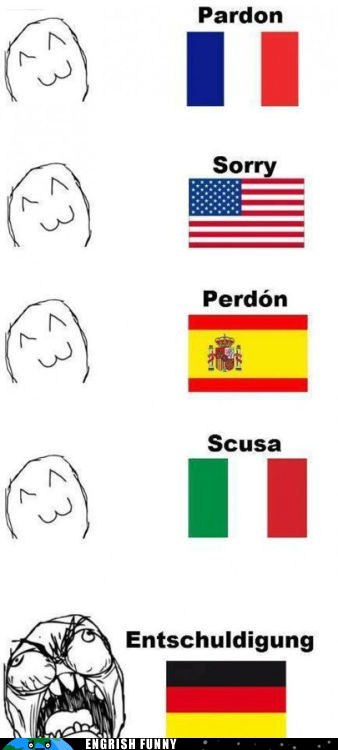 Pardon
Sorry
Perdón
Scusa
Entschuldigung
ENGRISH FUNNY